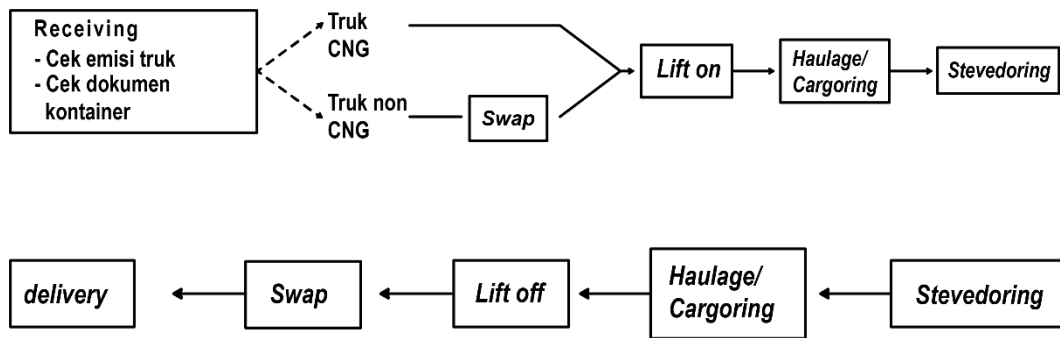 Receiving
- Cek emisi truk
- Cek dokumen
kontainer
Truk
CNG
Truk non
CNG
Swap
Lift on
Haulage/
Cargoring
Stevedoring
delivery
Swap
Lift off
Haulage/
Cargoring
Stevedoring